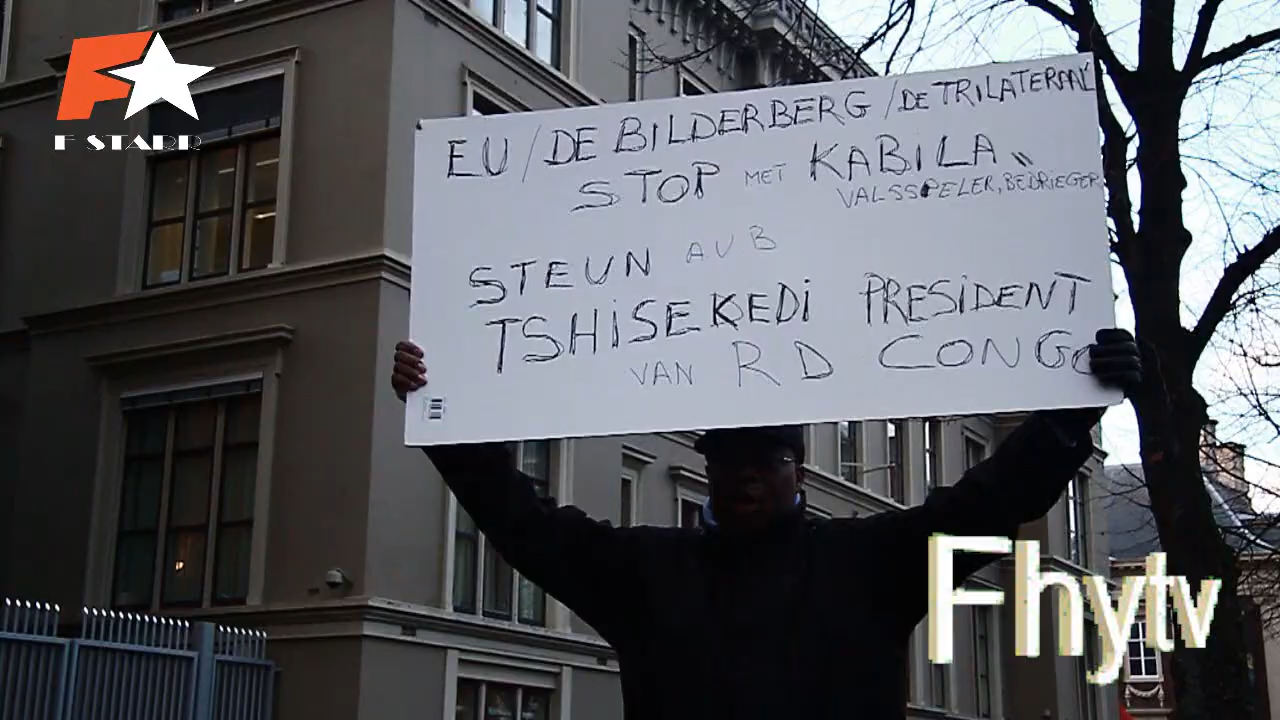 F STARR
EU/DE BILDERBERG/DE TRILATERAAL
STOP MET KABILA
VALSSPELER, BEDRIEGER
STEUN AUB
TSHISEKEDI PRESIDENT
VAN RD CONGO
Fhytv